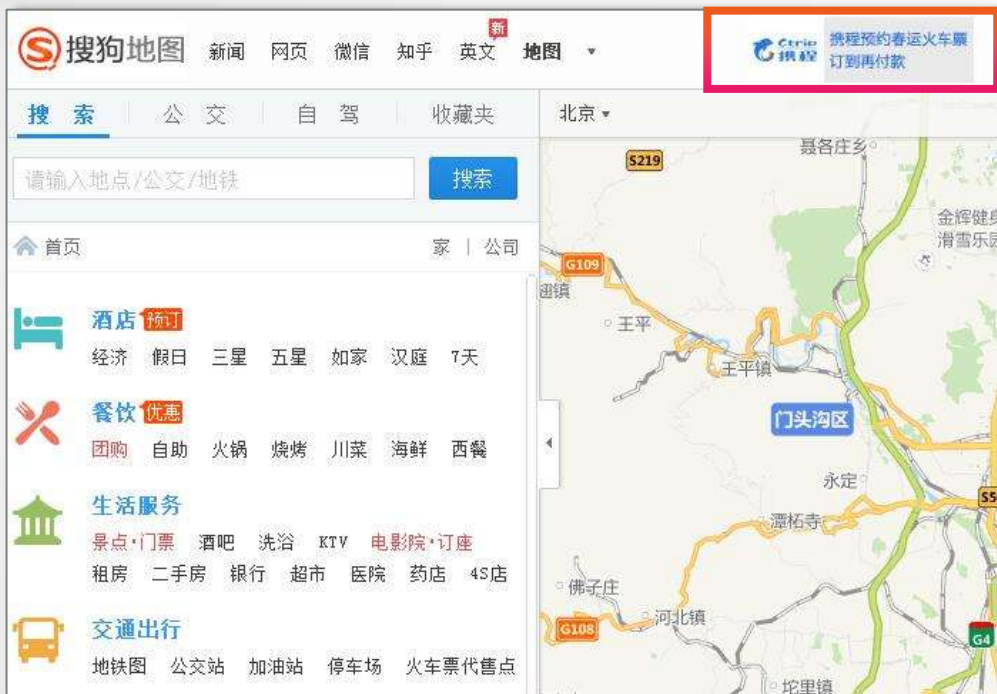 搜狗地图 新闻 网页 微信 知乎 英文 新 地图
Ctrip 携程
携程预约春运火车票
订到再付款
搜索 公交 自驾 收藏夹
北京
请输入地点/公交/地铁 搜索
首页 家 | 公司
酒店 预订
经济 假日 三星 五星 如家 汉庭 7天
餐饮 优惠
团购 自助 火锅 烧烤 川菜 海鲜 西餐
生活服务
景点·门票 酒吧 洗浴 KTV 电影院·订座
租房 二手房 银行 超市 医院 药店 4S店
交通出行
地铁图 公交站 加油站 停车场 火车票代售点
聂各庄乡
S219
金辉健身
滑雪乐园
G109
王平
王平镇
门头沟区
永定
S5
潭柘寺
佛子庄
河北镇
G108
G4
坨里镇